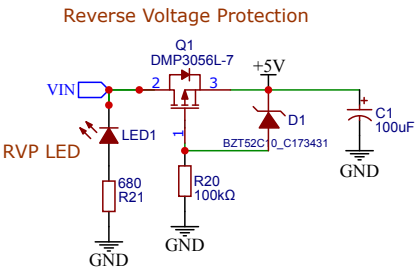 Reverse Voltage Protection
Q1
DMP3056L-7
VIN
2
3
+5V
1
LED1
D1
BZT52C10_C173431
C1
100uF
GND
RVP LED
680
R21
R20
100kΩ
GND
GND